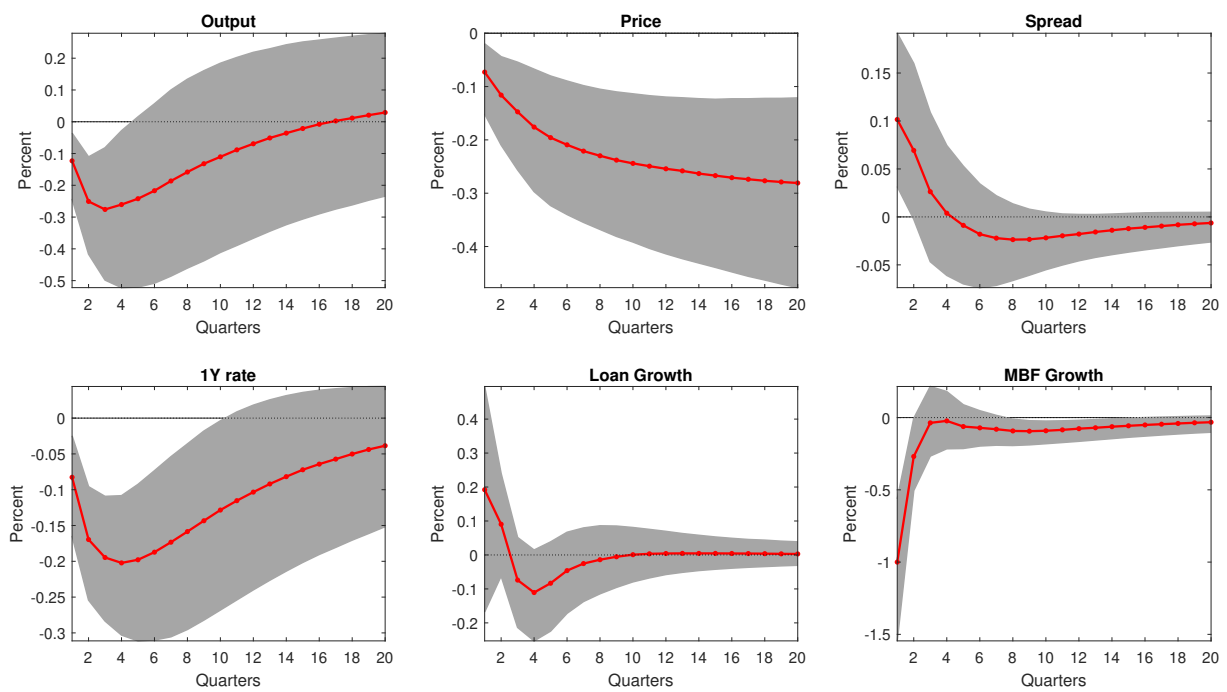 Output
Percent
0.2
0.1
0
-0.1
-0.2
-0.3
-0.4
-0.5
2 4 6 8 10 12 14 16 18 20
Quarters
Price
Percent
0
-0.1
-0.2
-0.3
-0.4
2 4 6 8 10 12 14 16 18 20
Quarters
Spread
Percent
0.15
0.1
0.05
0
-0.05
2 4 6 8 10 12 14 16 18 20
Quarters
1Y rate
Percent
0
-0.05
-0.1
-0.15
-0.2
-0.25
-0.3
2 4 6 8 10 12 14 16 18 20
Quarters
Loan Growth
Percent
0.4
0.3
0.2
0.1
0
-0.1
-0.2
2 4 6 8 10 12 14 16 18 20
Quarters
MBF Growth
Percent
0
-0.5
-1
-1.5
2 4 6 8 10 12 14 16 18 20
Quarters